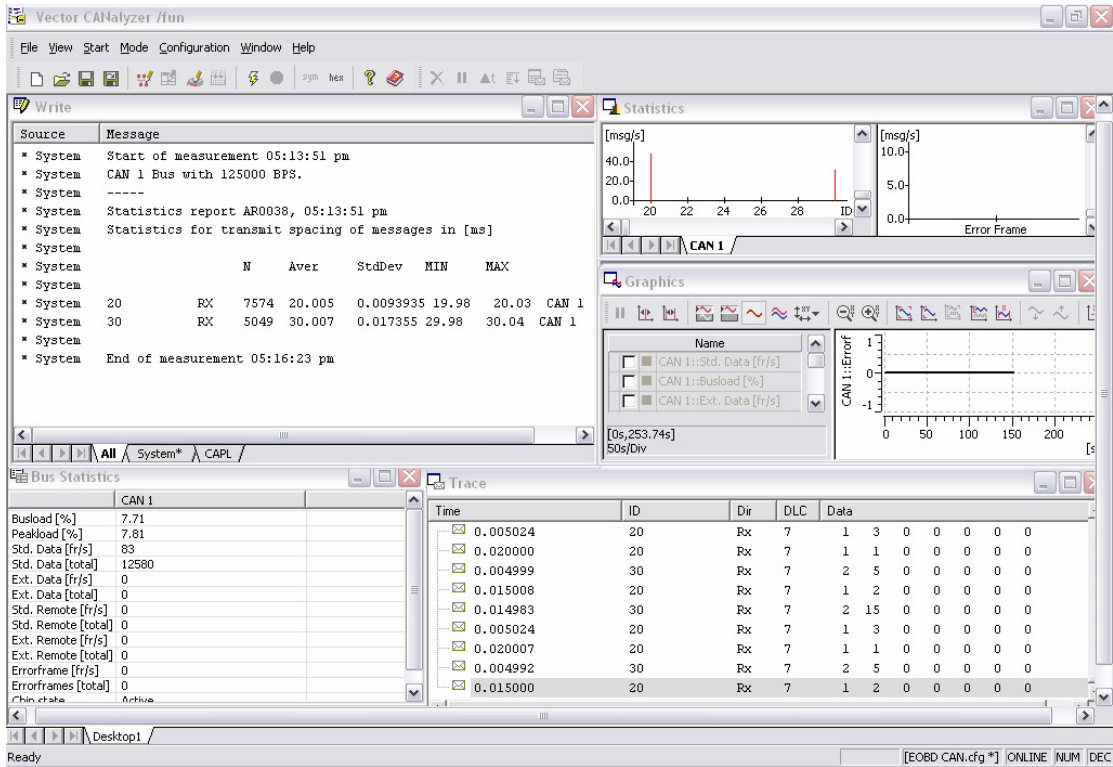 Vector CANalyzer /fun
File View Start Mode Configuration Window Help
sym hex
Write
Source Message
* System Start of measurement 05:13:51 pm
* System CAN 1 Bus with 125000 BPS.
* System -----
* System Statistics report AR0038, 05:13:51 pm
* System Statistics for transmit spacing of messages in [ms]
* System
* System N Aver StdDev MIN MAX
* System
* System 20 RX 7574 20.005 0.0093935 19.98 20.03 CAN 1
* System 30 RX 5049 30.007 0.017355 29.98 30.04 CAN 1
* System
* System End of measurement 05:16:23 pm
All System* CAPL
Statistics
[msg/s]
40.0
20.0
0.0
20 22 24 26 28 ID
CAN 1
[msg/s]
10.0
5.0
0.0
Error Frame
Graphics
Name
CAN 1::Std. Data [fr/s]
CAN 1::Busload [%]
CAN 1::Ext. Data [fr/s]
[0s,253.74s]
50s/Div
CAN 1::Errorf
1
0
-1
0 50 100 150 200
[s
Bus Statistics
CAN 1
Busload [%] 7.71
Peakload [%] 7.81
Std. Data [fr/s] 83
Std. Data [total] 12580
Ext. Data [fr/s] 0
Ext. Data [total] 0
Std. Remote [fr/s] 0
Std. Remote [total] 0
Ext. Remote [fr/s] 0
Ext. Remote [total] 0
Errorframe [fr/s] 0
Errorframes [total] 0
Chip state Active
Trace
Time ID Dir DLC Data
0.005024 20 Rx 7 1 3 0 0 0 0 0
0.020000 20 Rx 7 1 1 0 0 0 0 0
0.004999 30 Rx 7 2 5 0 0 0 0 0
0.015008 20 Rx 7 1 2 0 0 0 0 0
0.014983 30 Rx 7 2 15 0 0 0 0 0
0.005024 20 Rx 7 1 3 0 0 0 0 0
0.020007 20 Rx 7 1 1 0 0 0 0 0
0.004992 30 Rx 7 2 5 0 0 0 0 0
0.015000 20 Rx 7 1 2 0 0 0 0 0
Desktop1
Ready
[EOBD CAN.cfg *] ONLINE NUM DEC